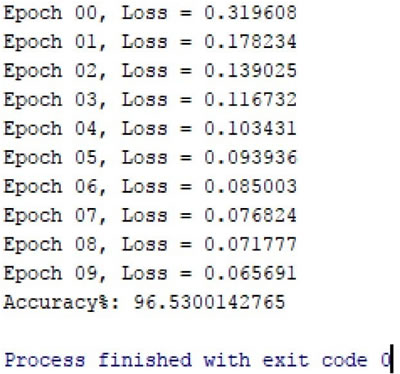 Epoch 00, Loss = 0.319608
Epoch 01, Loss = 0.178234
Epoch 02, Loss = 0.139025
Epoch 03, Loss = 0.116732
Epoch 04, Loss = 0.103431
Epoch 05, Loss = 0.093936
Epoch 06, Loss = 0.085003
Epoch 07, Loss = 0.076824
Epoch 08, Loss = 0.071777
Epoch 09, Loss = 0.065691
Accuracy%: 96.5300142765
Process finished with exit code 0